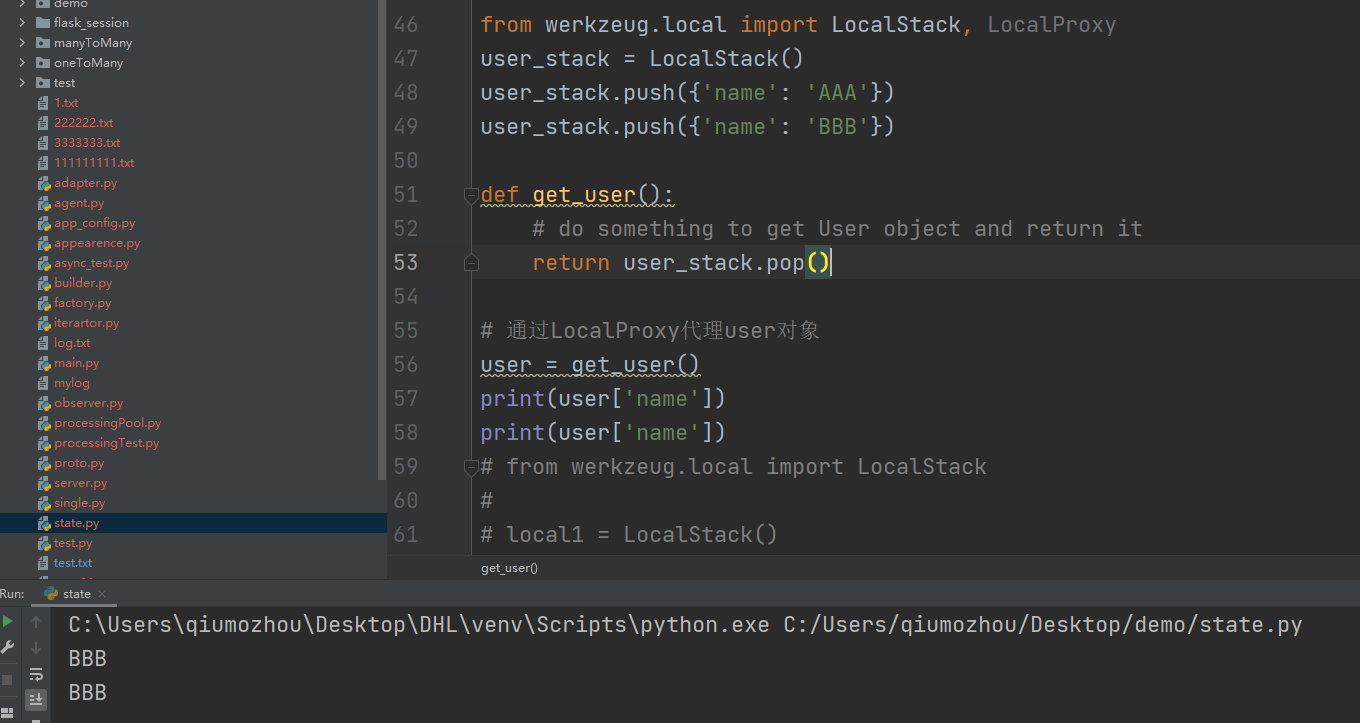 demo
flask_session
manyToMany
oneToMany
test
1.txt
222222.txt
3333333.txt
111111111.txt
adapter.py
agent.py
app_config.py
appearence.py
async_test.py
builder.py
factory.py
iterartor.py
log.txt
main.py
mylog
observer.py
processingPool.py
processingTest.py
proto.py
server.py
single.py
state.py
test.py
test.txt
46 from werkzeug.local import LocalStack, LocalProxy
47 user_stack = LocalStack()
48 user_stack.push({'name': 'AAA'})
49 user_stack.push({'name': 'BBB'})
50
51 def get_user():
52     # do something to get User object and return it
53     return user_stack.pop()
54
55 # 通过LocalProxy代理user对象
56 user = get_user()
57 print(user['name'])
58 print(user['name'])
59 # from werkzeug.local import LocalStack
60 #
61 # local1 = LocalStack()
get_user()
Run: state
C:\Users\qiumozhou\Desktop\DHL\venv\Scripts\python.exe C:/Users/qiumozhou/Desktop/demo/state.py
BBB
BBB